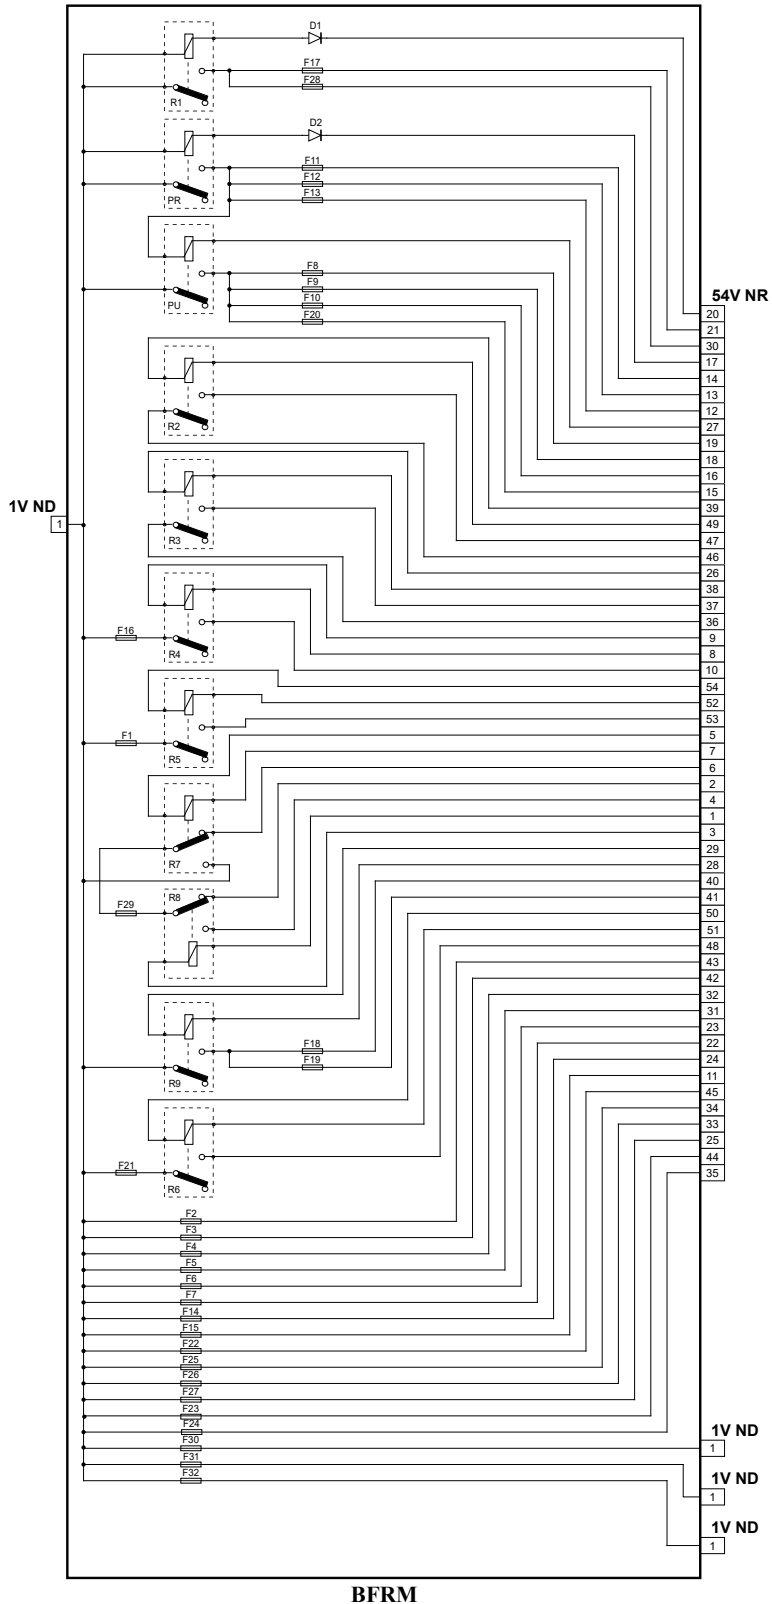 D1
F17
F28
R1
D2
F11
F12
F13
PR
F8
F9
F10
F20
PU
54V NR
20
21
30
17
14
13
12
27
19
18
16
15
39
49
47
46
26
38
37
36
9
8
10
54
52
53
5
7
6
2
4
1
3
29
28
40
41
50
51
48
43
42
32
31
23
22
24
11
45
34
33
25
44
35
R2
1V ND
1
R3
F16
R4
F1
R5
R7
R8
F29
F18
F19
R9
F21
R6
F2
F3
F4
F5
F6
F7
F14
F15
F22
F25
F26
F27
F23
F24
F30
F31
F32
1V ND
1
1V ND
1
1V ND
1
BFRM